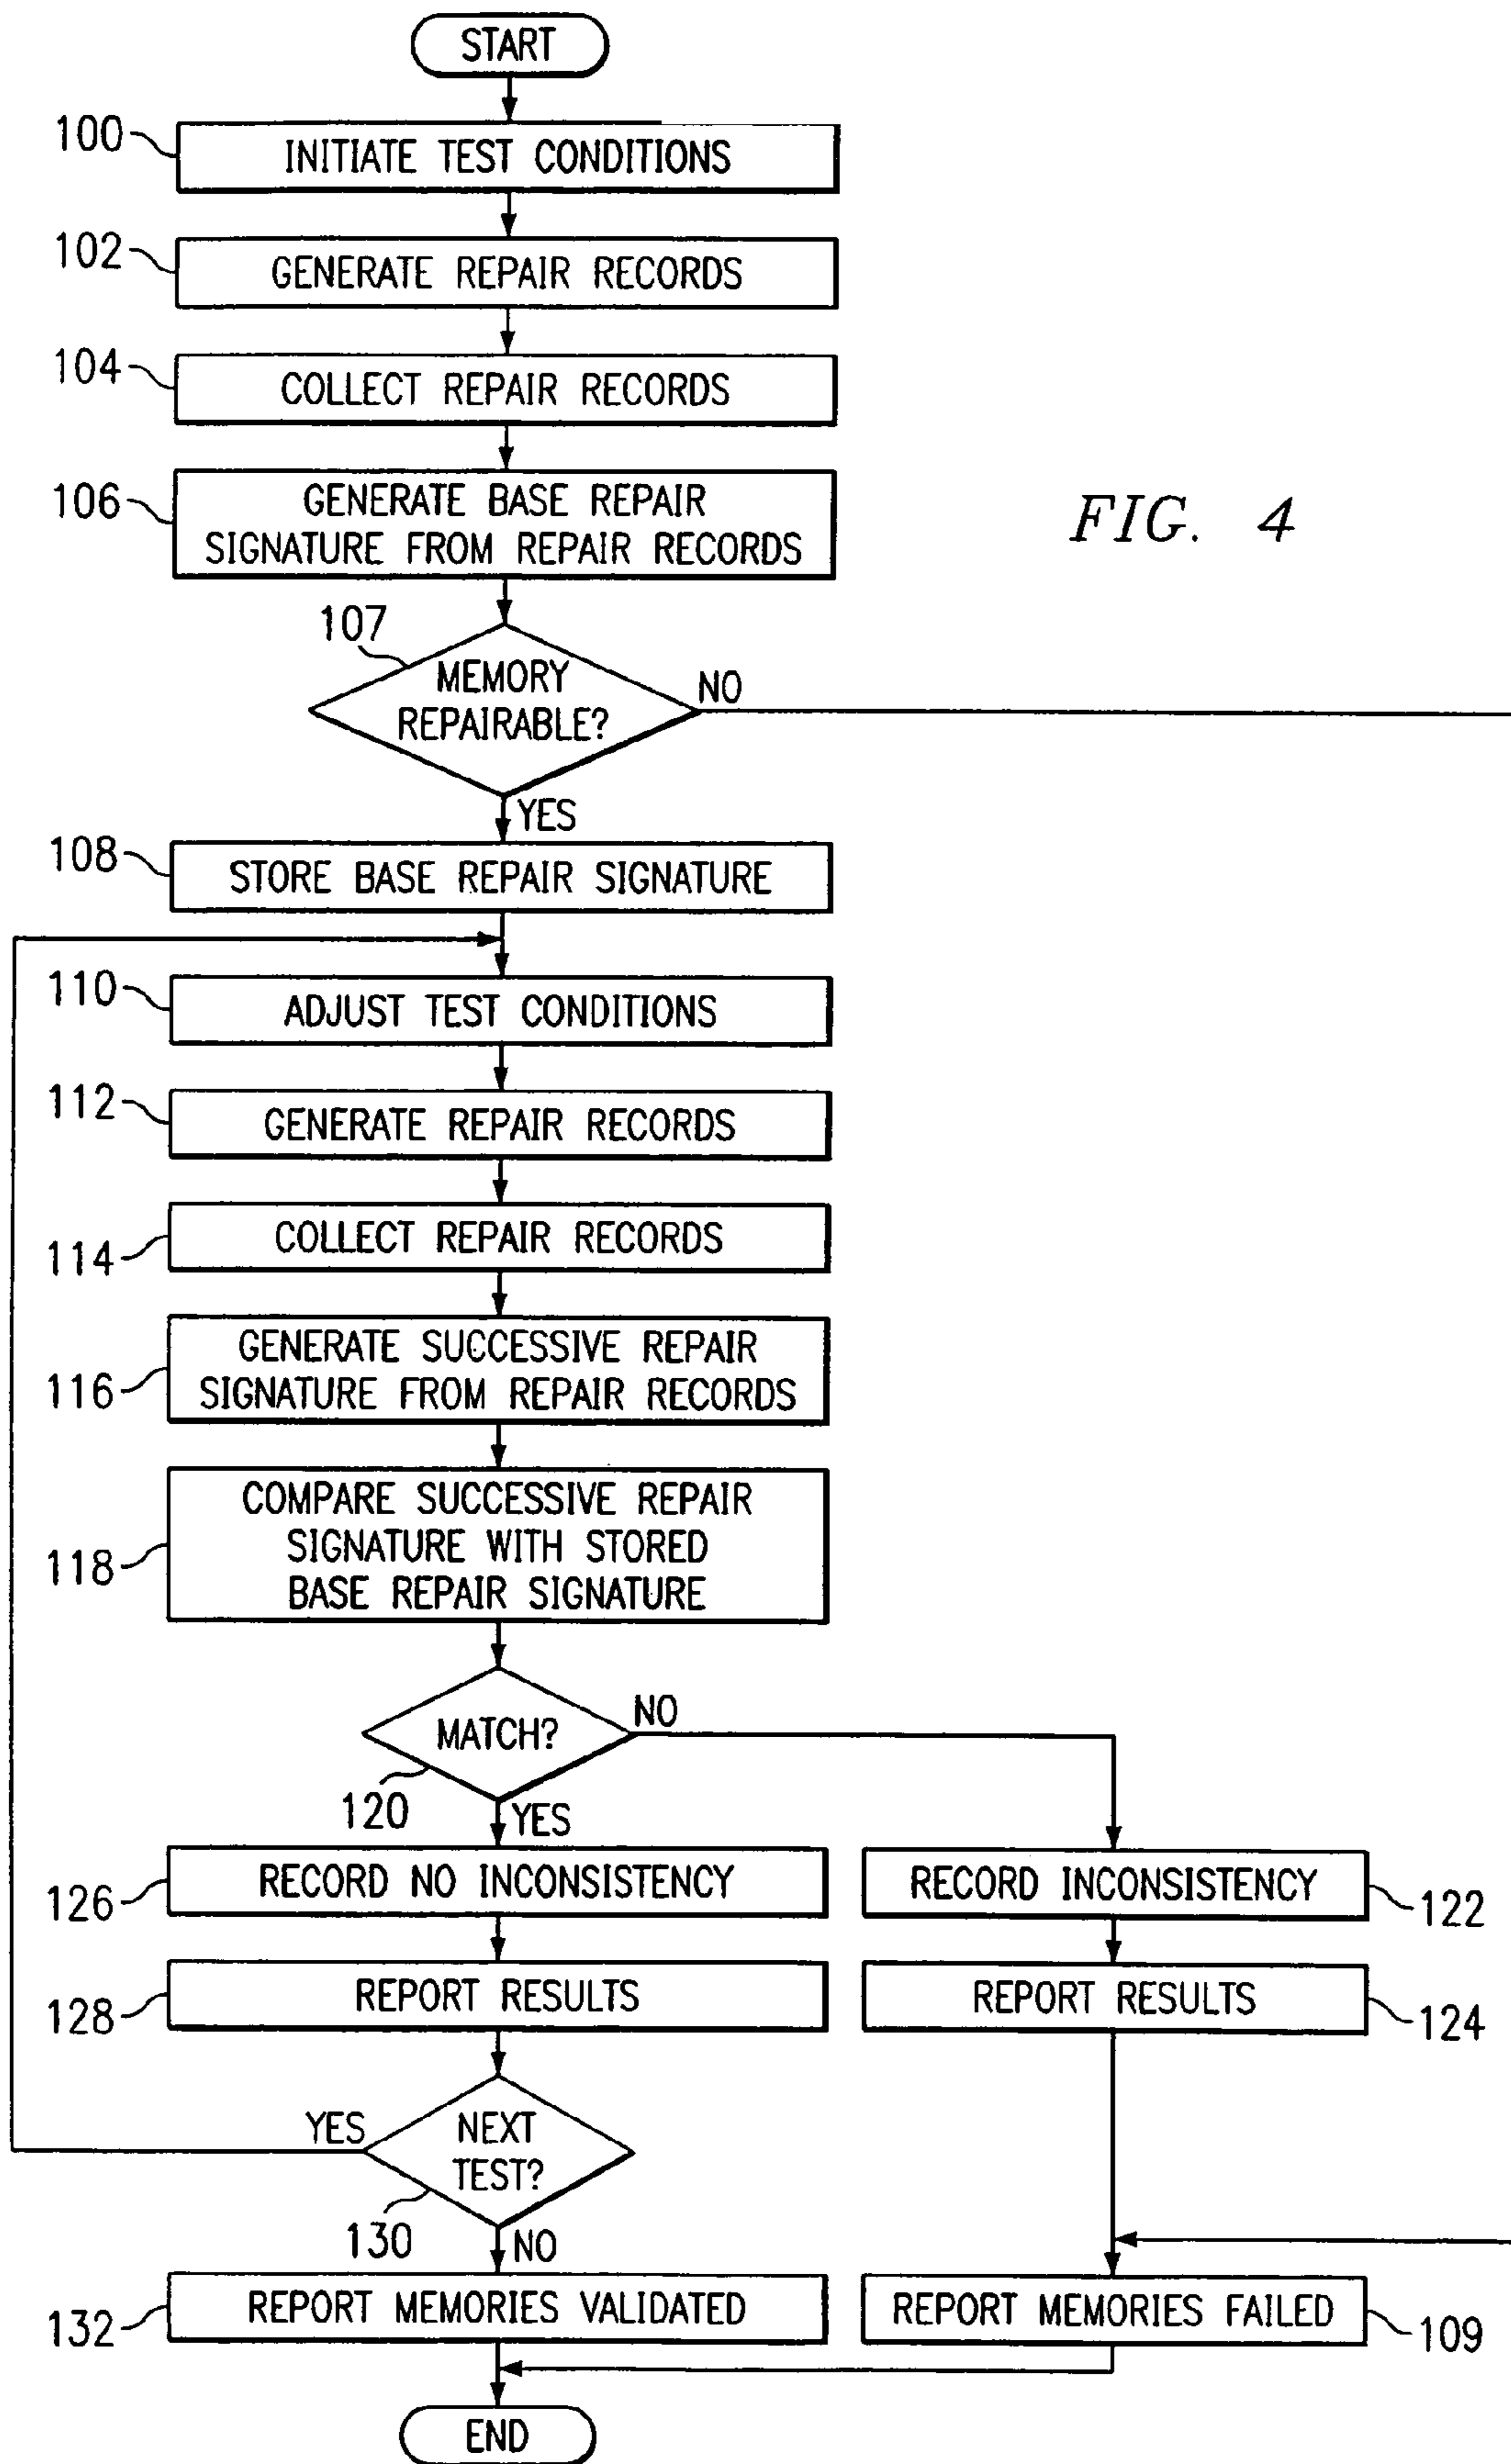 START
100
INITIATE TEST CONDITIONS
102
GENERATE REPAIR RECORDS
104
COLLECT REPAIR RECORDS
106
GENERATE BASE REPAIR
SIGNATURE FROM REPAIR RECORDS
FIG. 4
107
MEMORY
REPAIRABLE?
NO
YES
108
STORE BASE REPAIR SIGNATURE
110
ADJUST TEST CONDITIONS
112
GENERATE REPAIR RECORDS
114
COLLECT REPAIR RECORDS
116
GENERATE SUCCESSIVE REPAIR
SIGNATURE FROM REPAIR RECORDS
118
COMPARE SUCCESSIVE REPAIR
SIGNATURE WITH STORED
BASE REPAIR SIGNATURE
MATCH?
NO
120
YES
126
RECORD NO INCONSISTENCY
RECORD INCONSISTENCY
122
128
REPORT RESULTS
REPORT RESULTS
124
YES
NEXT
TEST?
130
NO
132
REPORT MEMORIES VALIDATED
REPORT MEMORIES FAILED
109
END